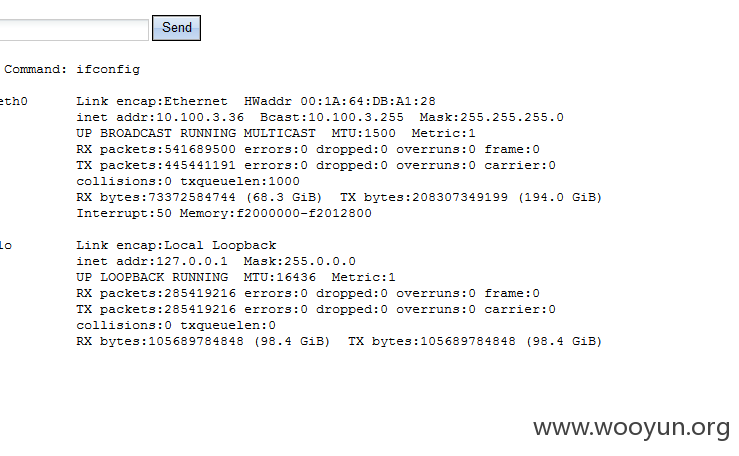 Send
Command: ifconfig
eth0 Link encap:Ethernet HWaddr 00:1A:64:DB:A1:28
inet addr:10.100.3.36 Bcast:10.100.3.255 Mask:255.255.255.0
UP BROADCAST RUNNING MULTICAST MTU:1500 Metric:1
RX packets:541689500 errors:0 dropped:0 overruns:0 frame:0
TX packets:445441191 errors:0 dropped:0 overruns:0 carrier:0
collisions:0 txqueuelen:1000
RX bytes:73372584744 (68.3 GiB) TX bytes:208307349199 (194.0 GiB)
Interrupt:50 Memory:f2000000-f2012800
lo Link encap:Local Loopback
inet addr:127.0.0.1 Mask:255.0.0.0
UP LOOPBACK RUNNING MTU:16436 Metric:1
RX packets:285419216 errors:0 dropped:0 overruns:0 frame:0
TX packets:285419216 errors:0 dropped:0 overruns:0 carrier:0
collisions:0 txqueuelen:0
RX bytes:105689784848 (98.4 GiB) TX bytes:105689784848 (98.4 GiB)
www.wooyun.org